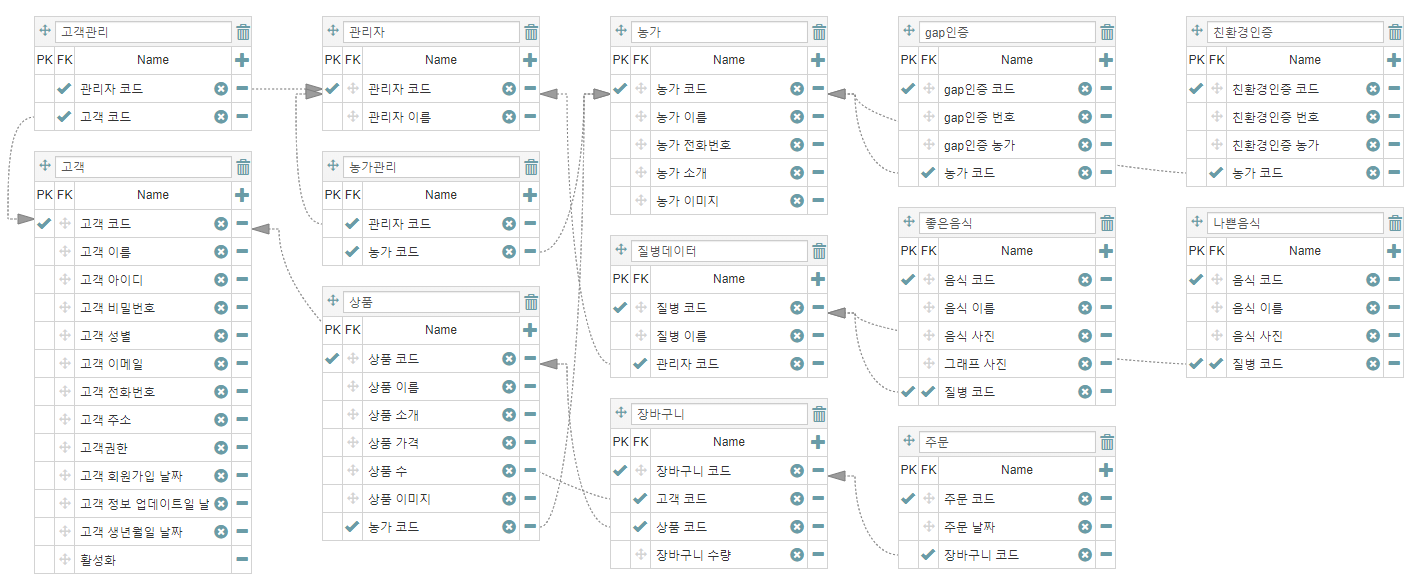 고객관리
PK FK Name
관리자 코드
고객 코드
고객
PK FK Name
고객 코드
고객 이름
고객 아이디
고객 비밀번호
고객 성별
고객 이메일
고객 전화번호
고객 주소
고객권한
고객 회원가입 날짜
고객 정보 업데이트일 날
고객 생년월일 날짜
활성화
관리자
PK FK Name
관리자 코드
관리자 이름
농가관리
PK FK Name
관리자 코드
농가 코드
상품
PK FK Name
상품 코드
상품 이름
상품 소개
상품 가격
상품 수
상품 이미지
농가 코드
농가
PK FK Name
농가 코드
농가 이름
농가 전화번호
농가 소개
농가 이미지
질병데이터
PK FK Name
질병 코드
질병 이름
관리자 코드
장바구니
PK FK Name
장바구니 코드
고객 코드
상품 코드
장바구니 수량
gap인증
PK FK Name
gap인증 코드
gap인증 번호
gap인증 농가
농가 코드
좋은음식
PK FK Name
음식 코드
음식 이름
음식 사진
그래프 사진
질병 코드
주문
PK FK Name
주문 코드
주문 날짜
장바구니 코드
친환경인증
PK FK Name
친환경인증 코드
친환경인증 번호
친환경인증 농가
농가 코드
나쁜음식
PK FK Name
음식 코드
음식 이름
음식 사진
질병 코드